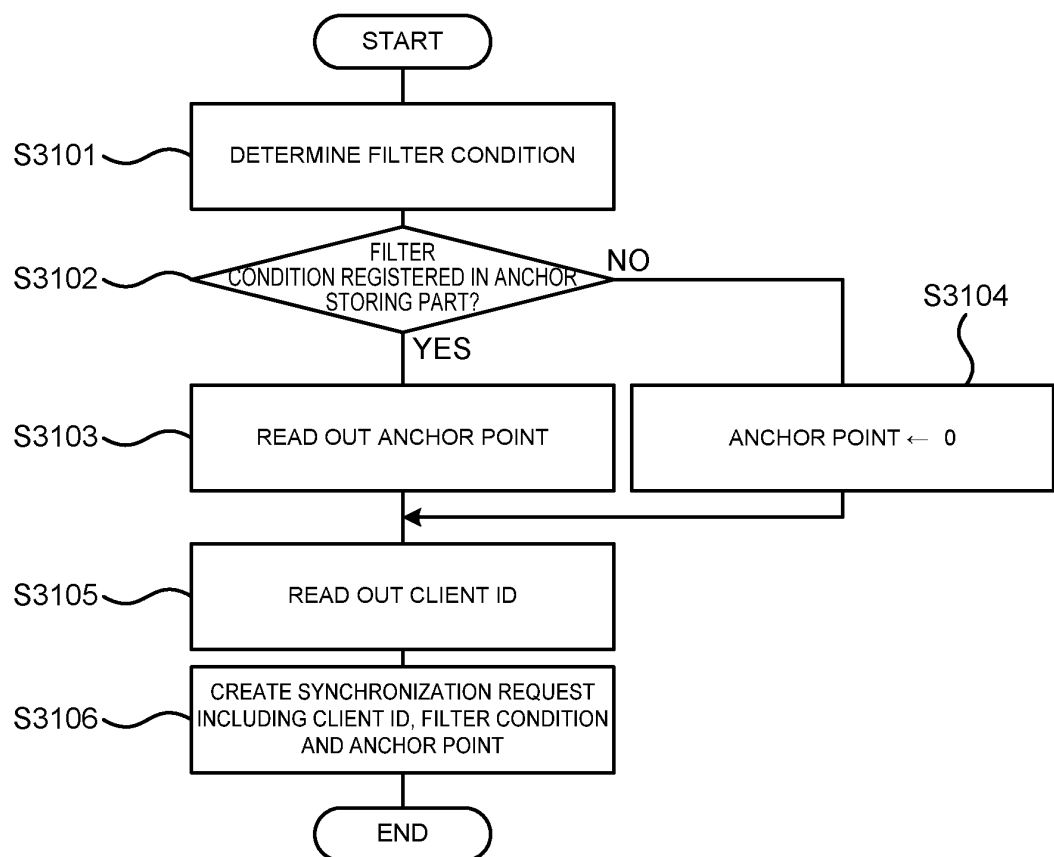 START
S3101
DETERMINE FILTER CONDITION
S3102
FILTER
CONDITION REGISTERED IN ANCHOR
STORING PART?
NO
YES
S3104
S3103
READ OUT ANCHOR POINT
ANCHOR POINT ← 0
S3105
READ OUT CLIENT ID
S3106
CREATE SYNCHRONIZATION REQUEST
INCLUDING CLIENT ID, FILTER CONDITION
AND ANCHOR POINT
END